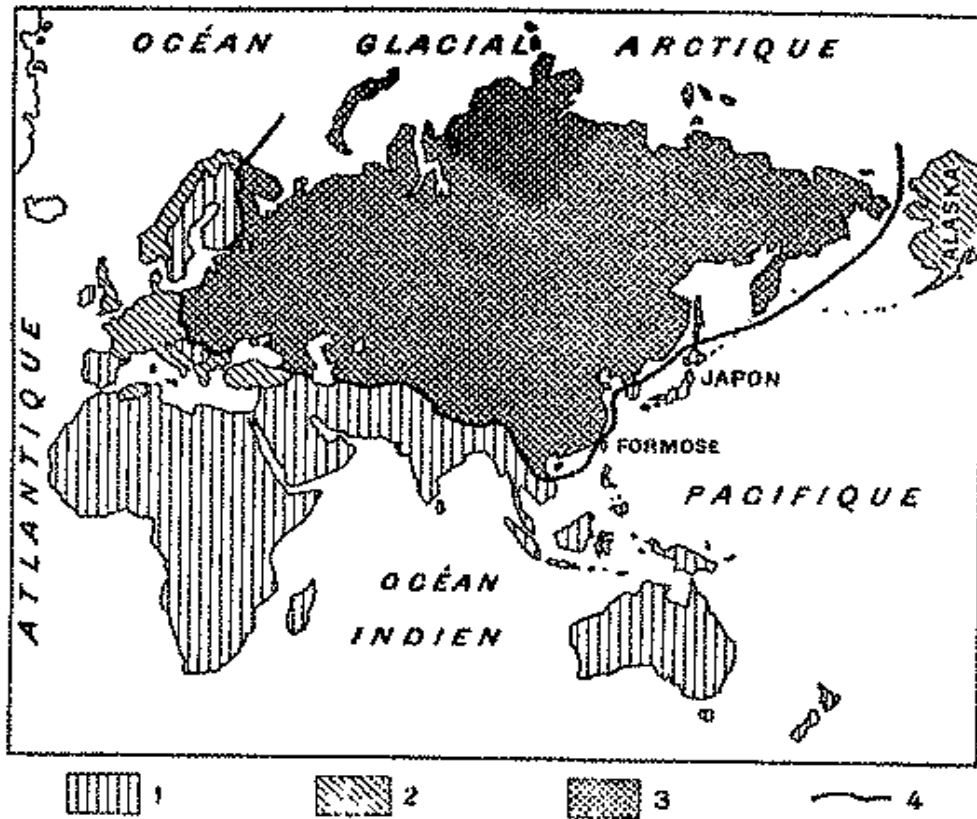 OCÉAN GLACIAL ARCTIQUE
ALASKA
ATLANTIQUE
JAPON
FORMOSE
PACIFIQUE
OCÉAN
INDIEN
1 2 3 4